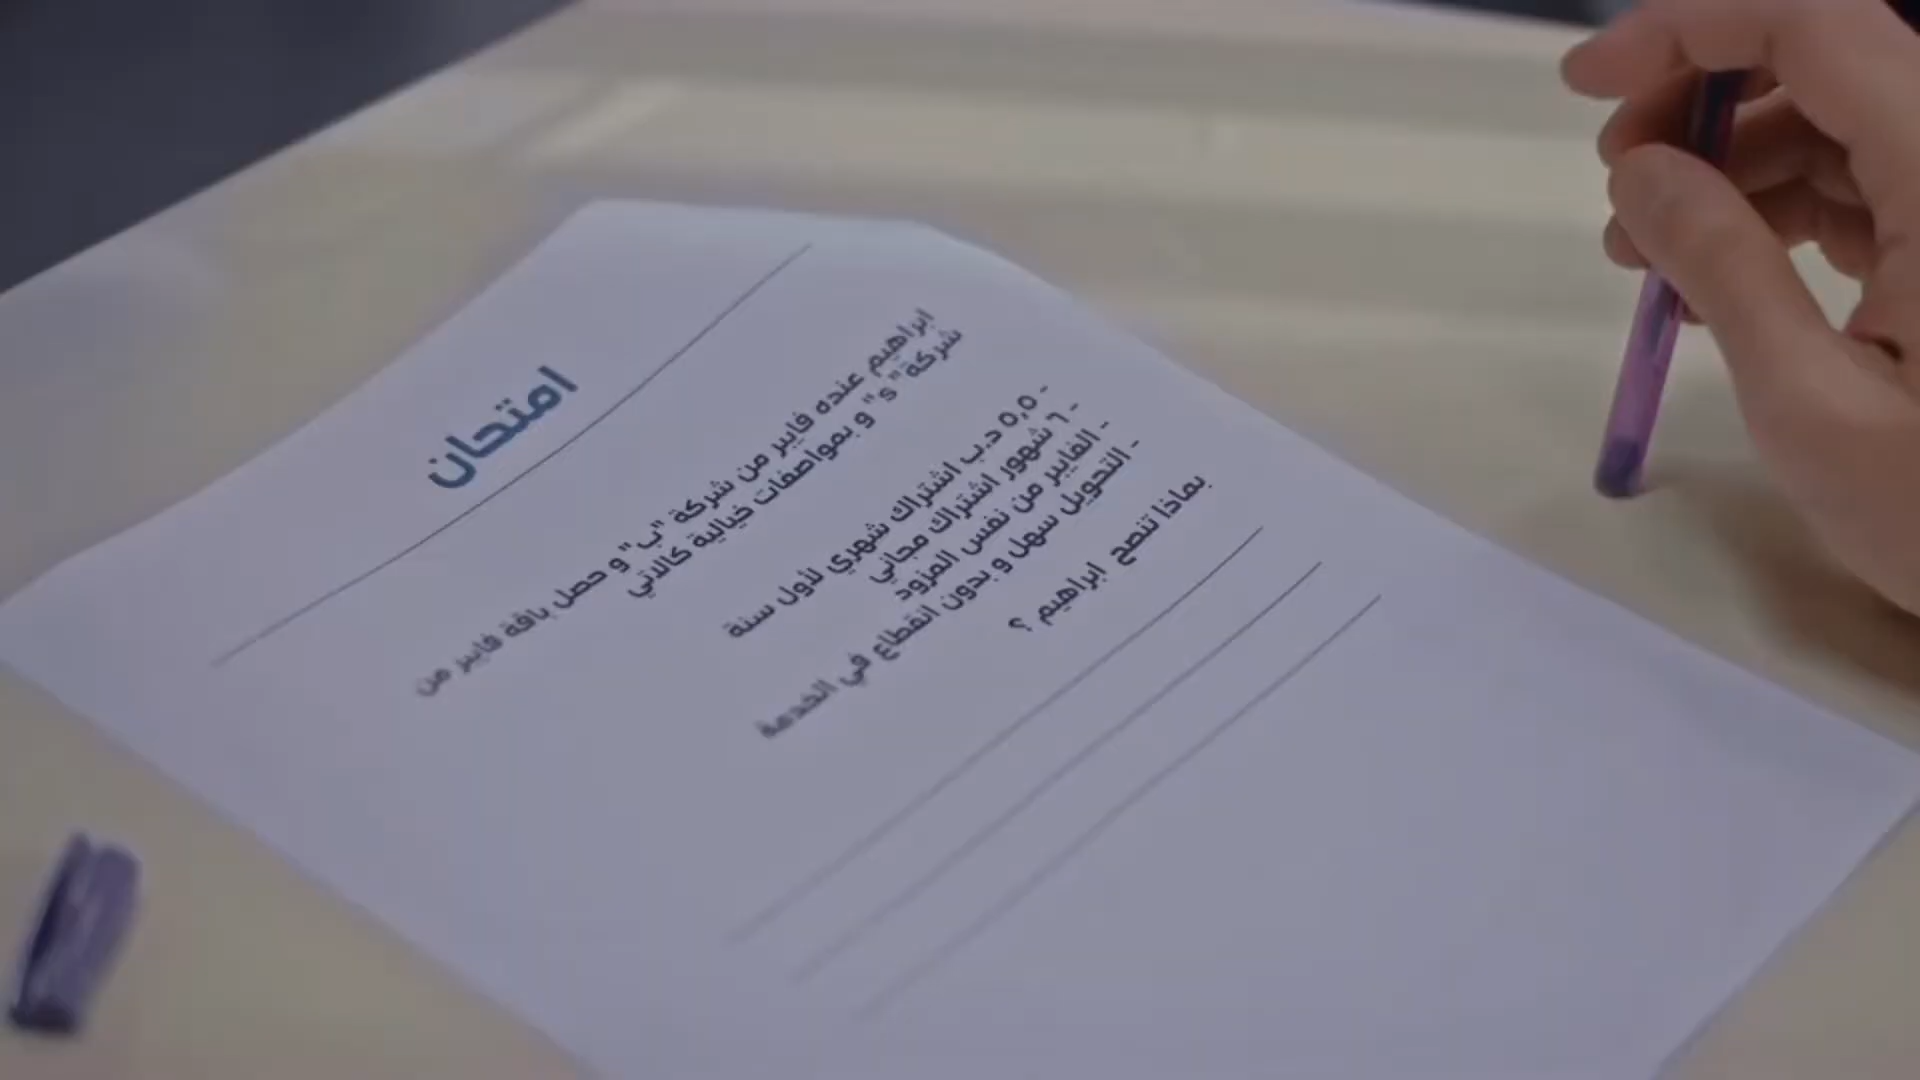 امتحان
ابراهيم عنده فايبر من شركة "ب" و حصل باقة فايبر من
شركة "s" و بمواصفات خيالية كالاتي
- ٥,٥ د.ب اشتراك شهري لأول سنة
- ٦ شهور اشتراك مجاني
- الفايبر من نفس المزود
- التحويل سهل و بدون انقطاع في الخدمة
بماذا تنصح ابراهيم ؟